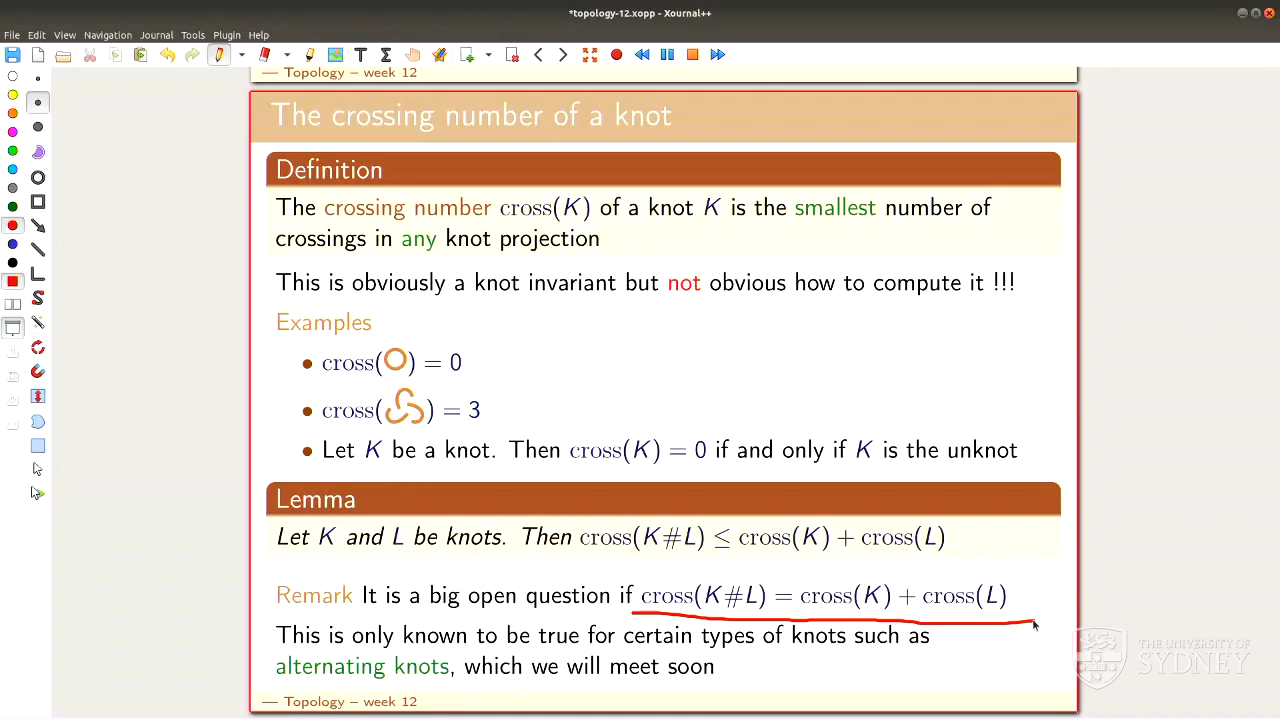 *topology-12.xopp - Xournal++
File Edit View Navigation Journal Tools Plugin Help
— Topology – week 12
The crossing number of a knot
Definition
The crossing number cross(K) of a knot K is the smallest number of
crossings in any knot projection
This is obviously a knot invariant but not obvious how to compute it !!!
Examples
• cross( ) = 0
• cross( ) = 3
• Let K be a knot. Then cross(K) = 0 if and only if K is the unknot
Lemma
Let K and L be knots. Then cross(K#L) ≤ cross(K) + cross(L)
Remark It is a big open question if cross(K#L) = cross(K) + cross(L)
This is only known to be true for certain types of knots such as
alternating knots, which we will meet soon
THE UNIVERSITY OF
SYDNEY
— Topology – week 12